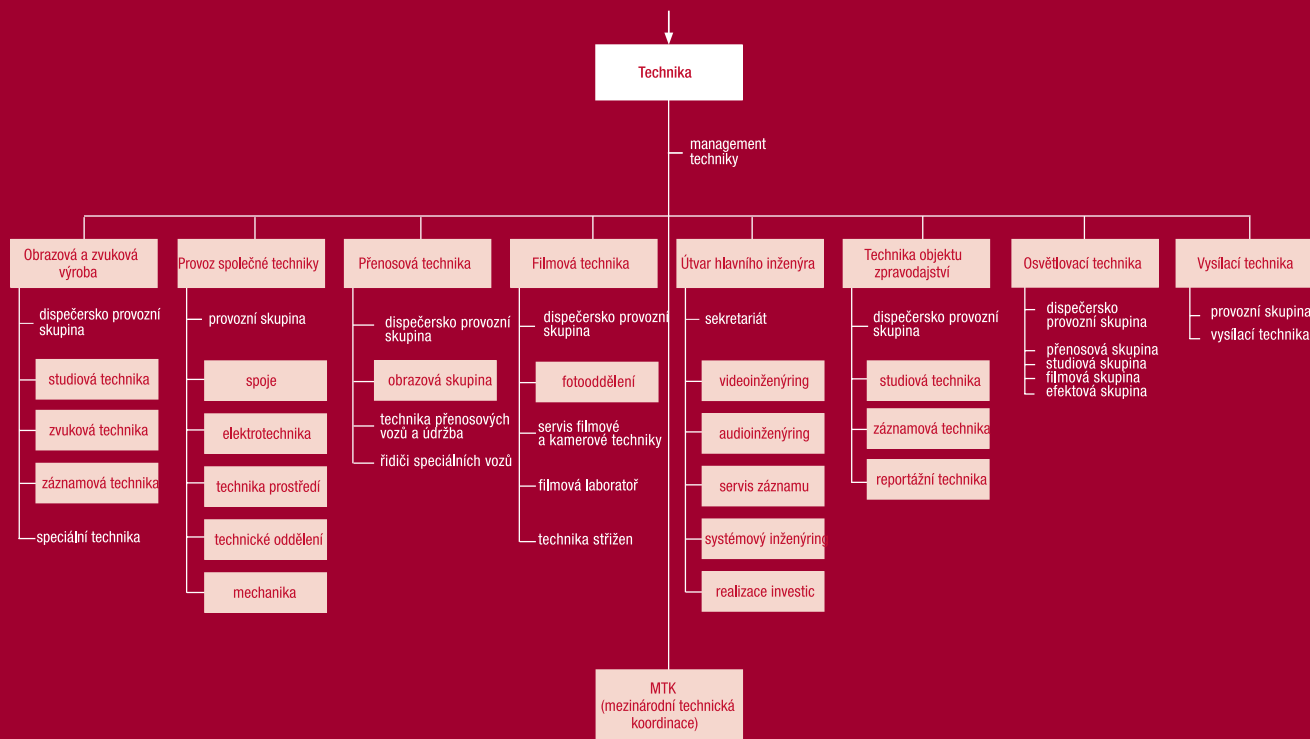 Technika
management
techniky
Obrazová a zvuková
výroba
dispečersko provozní
skupina
studiová technika
zvuková technika
záznamová technika
speciální technika
Provoz společné techniky
provozní skupina
spoje
elektrotechnika
technika prostředí
technické oddělení
mechanika
Přenosová technika
dispečersko provozní
skupina
obrazová skupina
technika přenosových
vozů a údržba
řidiči speciálních vozů
Filmová technika
dispečersko provozní
skupina
fotooddělení
servis filmové
a kamerové techniky
filmová laboratoř
technika střižen
Útvar hlavního inženýra
sekretariát
videoinženýring
audioinženýring
servis záznamu
systémový inženýring
realizace investic
Technika objektu
zpravodajství
dispečersko provozní
skupina
studiová technika
záznamová technika
reportážní technika
Osvětlovací technika
dispečersko
provozní skupina
přenosová skupina
studiová skupina
filmová skupina
efektová skupina
Vysílací technika
provozní skupina
vysílací technika
MTK
(mezinárodní technická
koordinace)